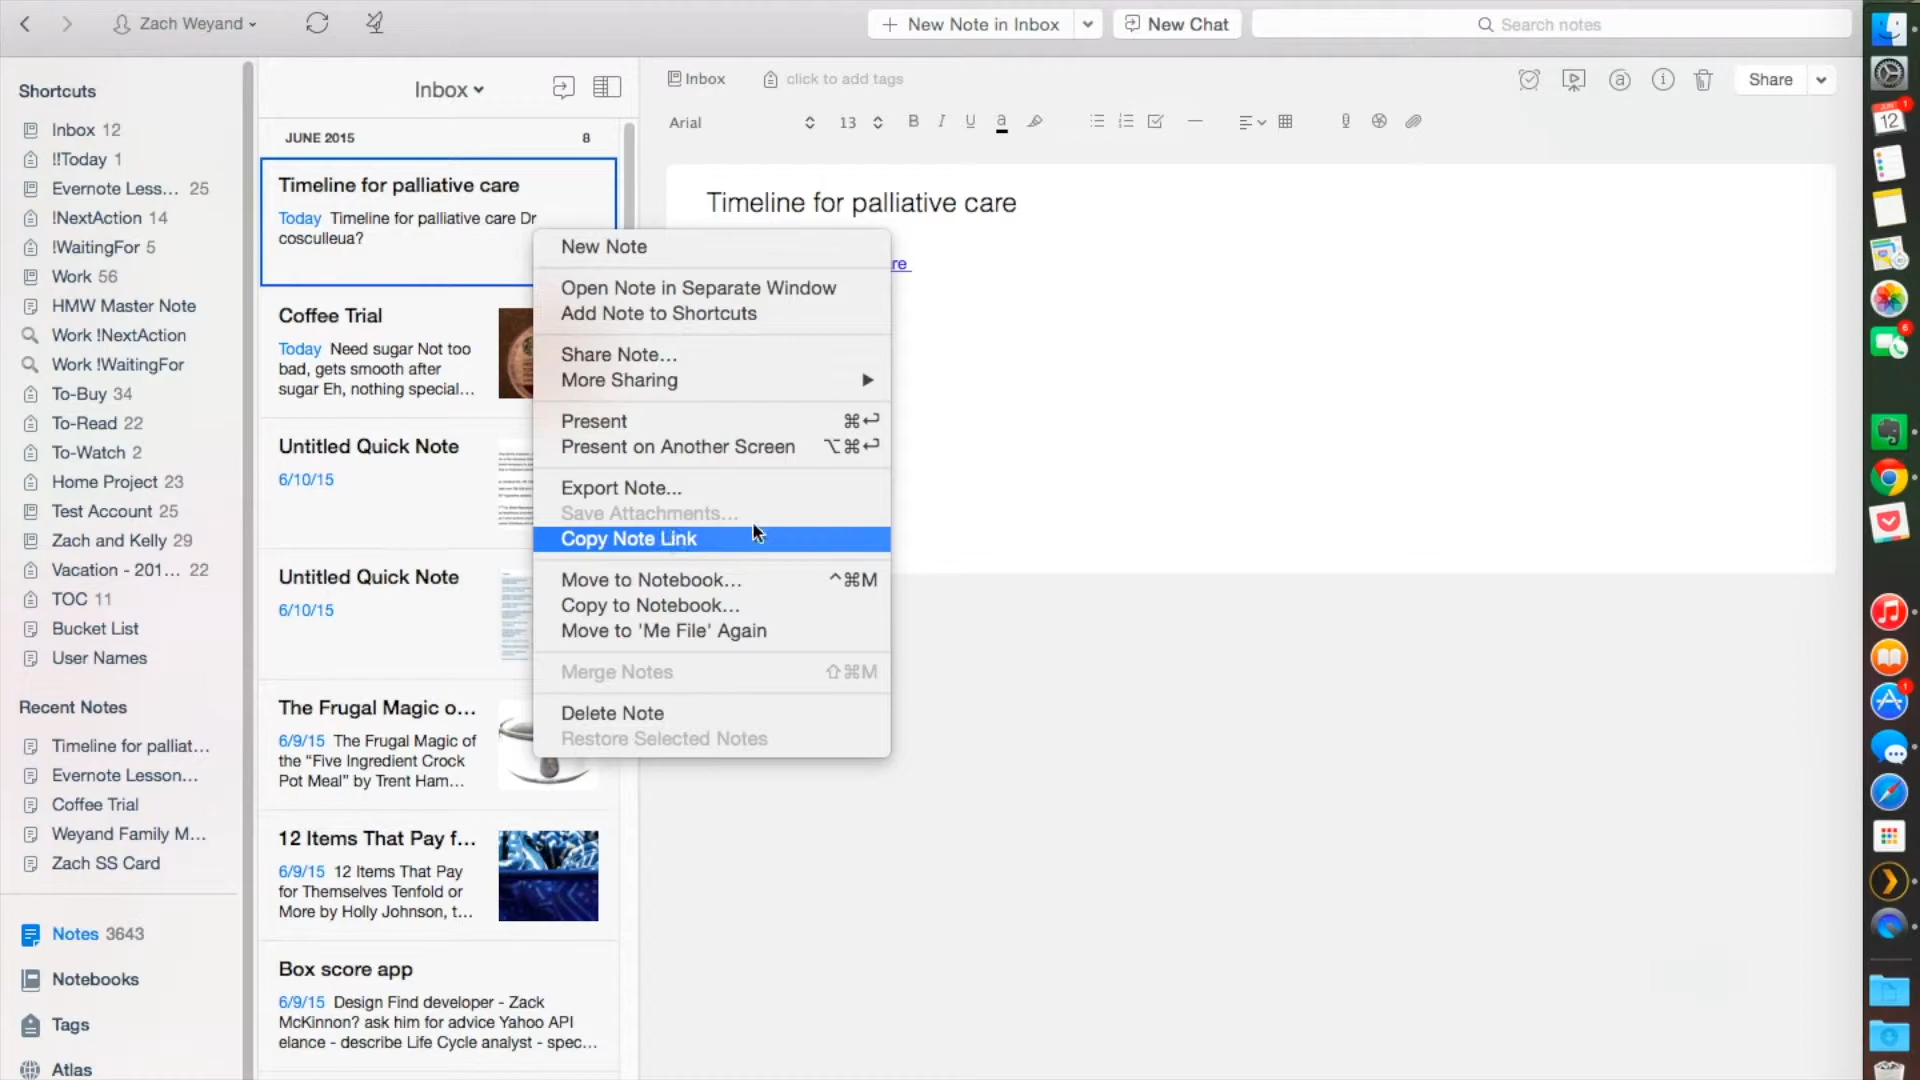 Zach Weyand
New Note in Inbox
New Chat
Search notes
Shortcuts
Inbox 12
!!Today 1
Evernote Less... 25
!NextAction 14
!WaitingFor 5
Work 56
HMW Master Note
Work !NextAction
Work !WaitingFor
To-Buy 34
To-Read 22
To-Watch 2
Home Project 23
Test Account 25
Zach and Kelly 29
Vacation - 201... 22
TOC 11
Bucket List
User Names
Recent Notes
Timeline for palliat...
Evernote Lesson...
Coffee Trial
Weyand Family M...
Zach SS Card
Notes 3643
Notebooks
Tags
Atlas
Inbox
JUNE 2015 8
Timeline for palliative care
Today Timeline for palliative care Dr
cosculleua?
Coffee Trial
Today Need sugar Not too
bad, gets smooth after
sugar Eh, nothing special...
Untitled Quick Note
6/10/15
Untitled Quick Note
6/10/15
The Frugal Magic o...
6/9/15 The Frugal Magic of
the "Five Ingredient Crock
Pot Meal" by Trent Ham...
12 Items That Pay f...
6/9/15 12 Items That Pay
for Themselves Tenfold or
More by Holly Johnson, t...
Box score app
6/9/15 Design Find developer - Zack
McKinnon? ask him for advice Yahoo API
elance - describe Life Cycle analyst - spec...
Inbox
click to add tags
Share
Arial
13
B I U a
Timeline for palliative care
re
New Note
Open Note in Separate Window
Add Note to Shortcuts
Share Note...
More Sharing ▶
Present ⌘↩
Present on Another Screen ⌥⌘↩
Export Note...
Save Attachments...
Copy Note Link
Move to Notebook... ^⌘M
Copy to Notebook...
Move to 'Me File' Again
Merge Notes ⇧⌘M
Delete Note
Restore Selected Notes
1
JUN
12
6
1